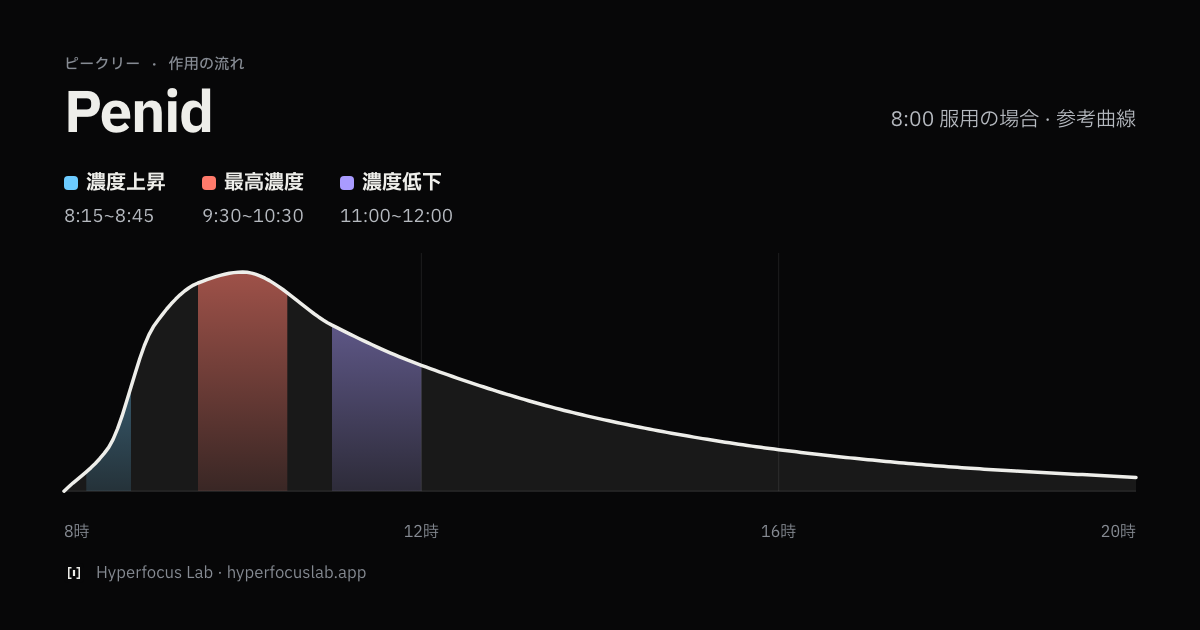 ピークリー · 作用の流れ
Penid
8:00 服用の場合 · 参考曲線
濃度上昇 最高濃度 濃度低下
8:15~8:45 9:30~10:30 11:00~12:00
8時 12時 16時 20時
Hyperfocus Lab · hyperfocuslab.app